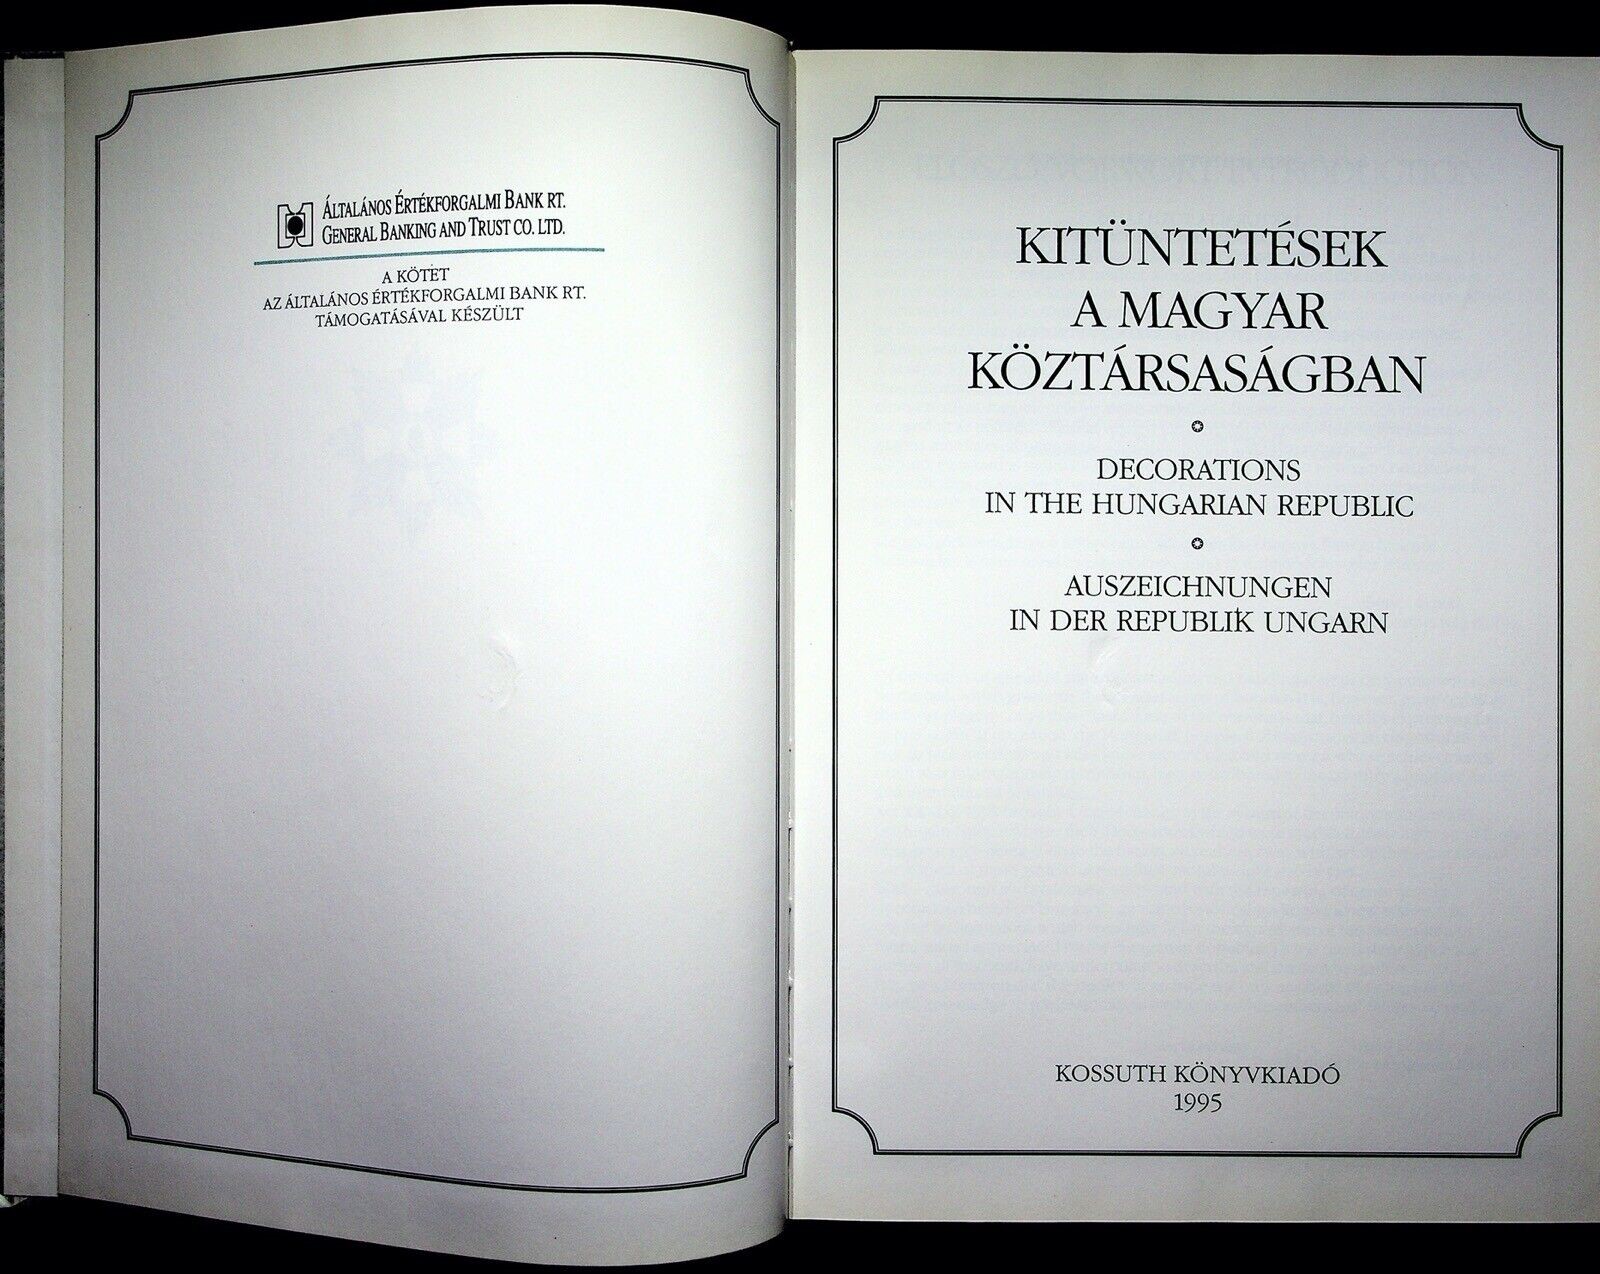 ÁLTALÁNOS ÉRTÉKFORGALMI BANK RT.
GENERAL BANKING AND TRUST CO. LTD.
A KÖTET
AZ ÁLTALÁNOS ÉRTÉKFORGALMI BANK RT.
TÁMOGATÁSÁVAL KÉSZÜLT
KITÜNTETÉSEK
A MAGYAR
KÖZTÁRSASÁGBAN
DECORATIONS
IN THE HUNGARIAN REPUBLIC
AUSZEICHNUNGEN
IN DER REPUBLIK UNGARN
KOSSUTH KÖNYVKIADÓ
1995